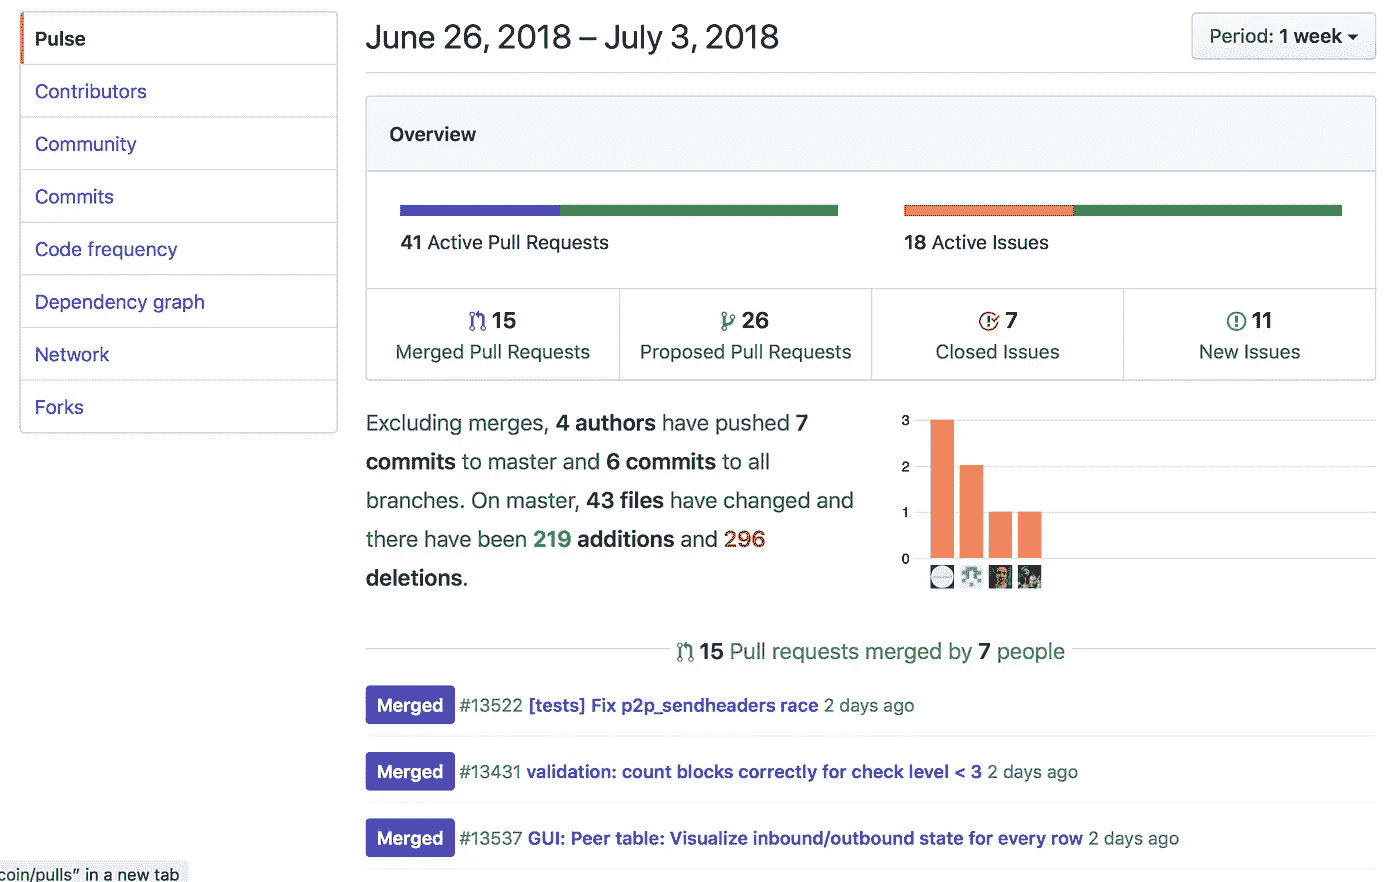 Pulse
Contributors
Community
Commits
Code frequency
Dependency graph
Network
Forks
June 26, 2018 – July 3, 2018
Period: 1 week
Overview
41 Active Pull Requests
18 Active Issues
15
Merged Pull Requests
26
Proposed Pull Requests
7
Closed Issues
11
New Issues
Excluding merges, 4 authors have pushed 7
commits to master and 6 commits to all
branches. On master, 43 files have changed and
there have been 219 additions and 296
deletions.
3
2
1
0
15 Pull requests merged by 7 people
Merged #13522 [tests] Fix p2p_sendheaders race 2 days ago
Merged #13431 validation: count blocks correctly for check level < 3 2 days ago
Merged #13537 GUI: Peer table: Visualize inbound/outbound state for every row 2 days ago
coin/pulls” in a new tab